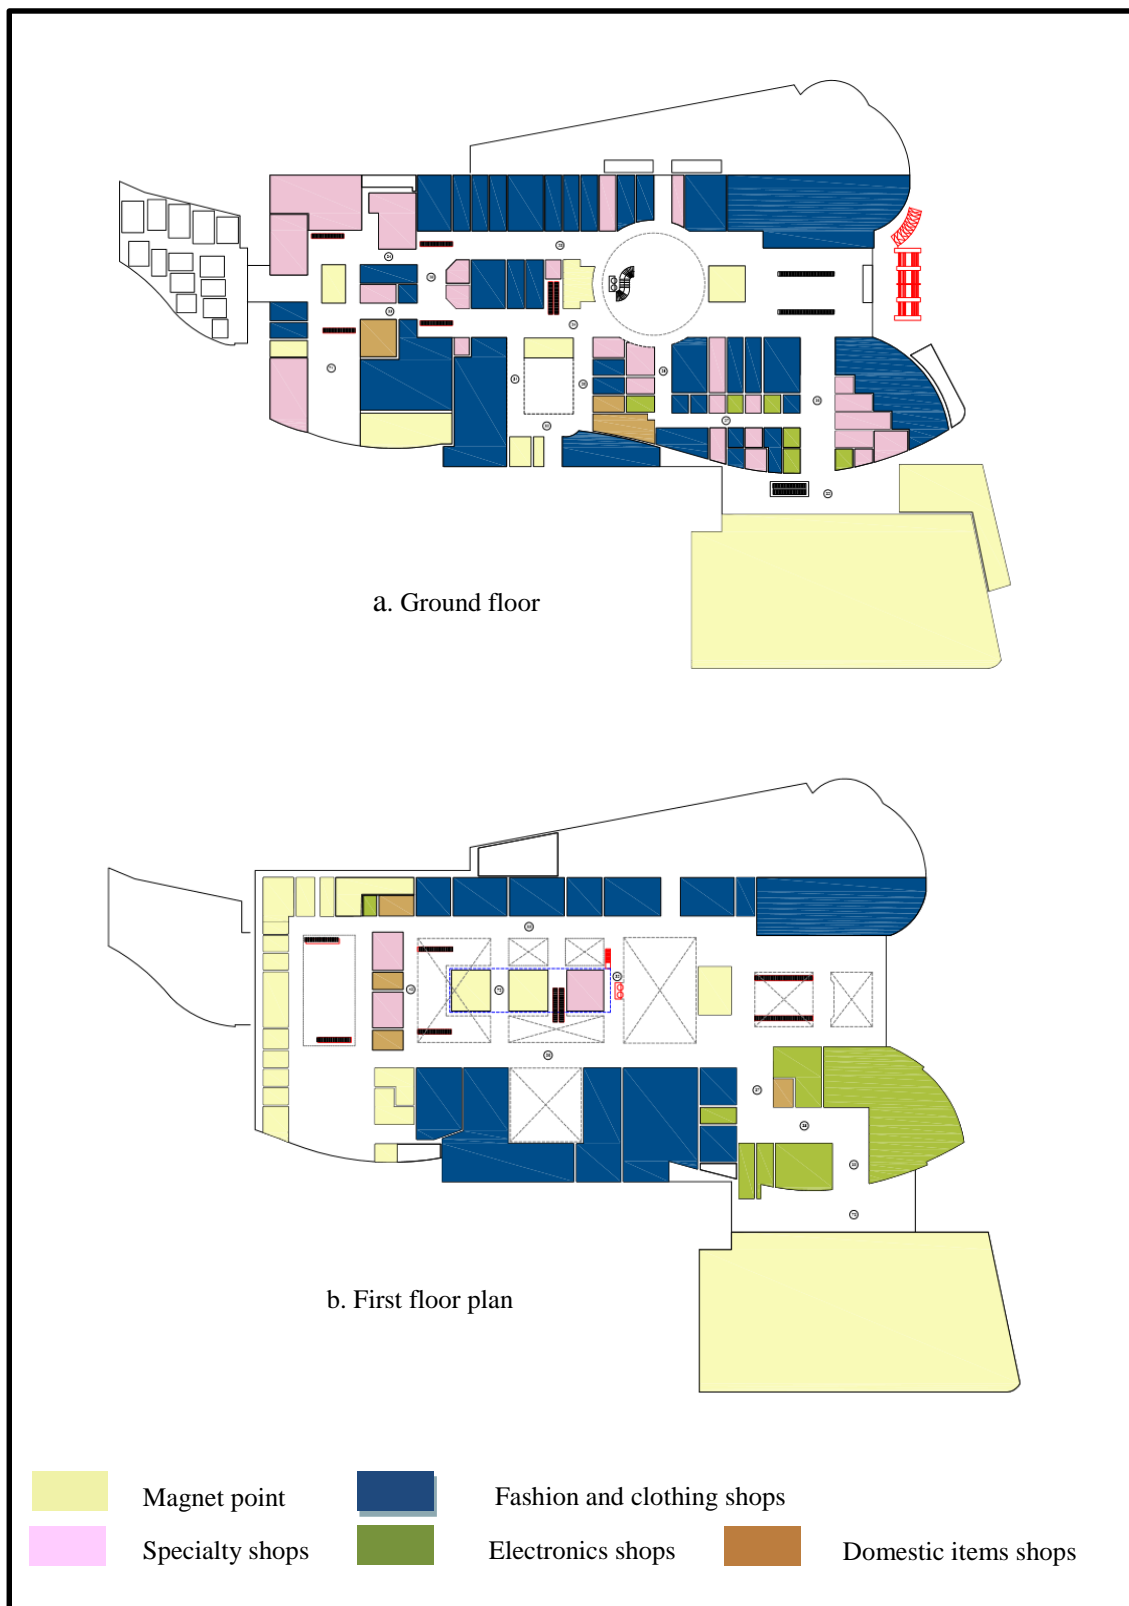 a. Ground floor
b. First floor plan
Magnet point
Fashion and clothing shops
Specialty shops
Electronics shops
Domestic items shops